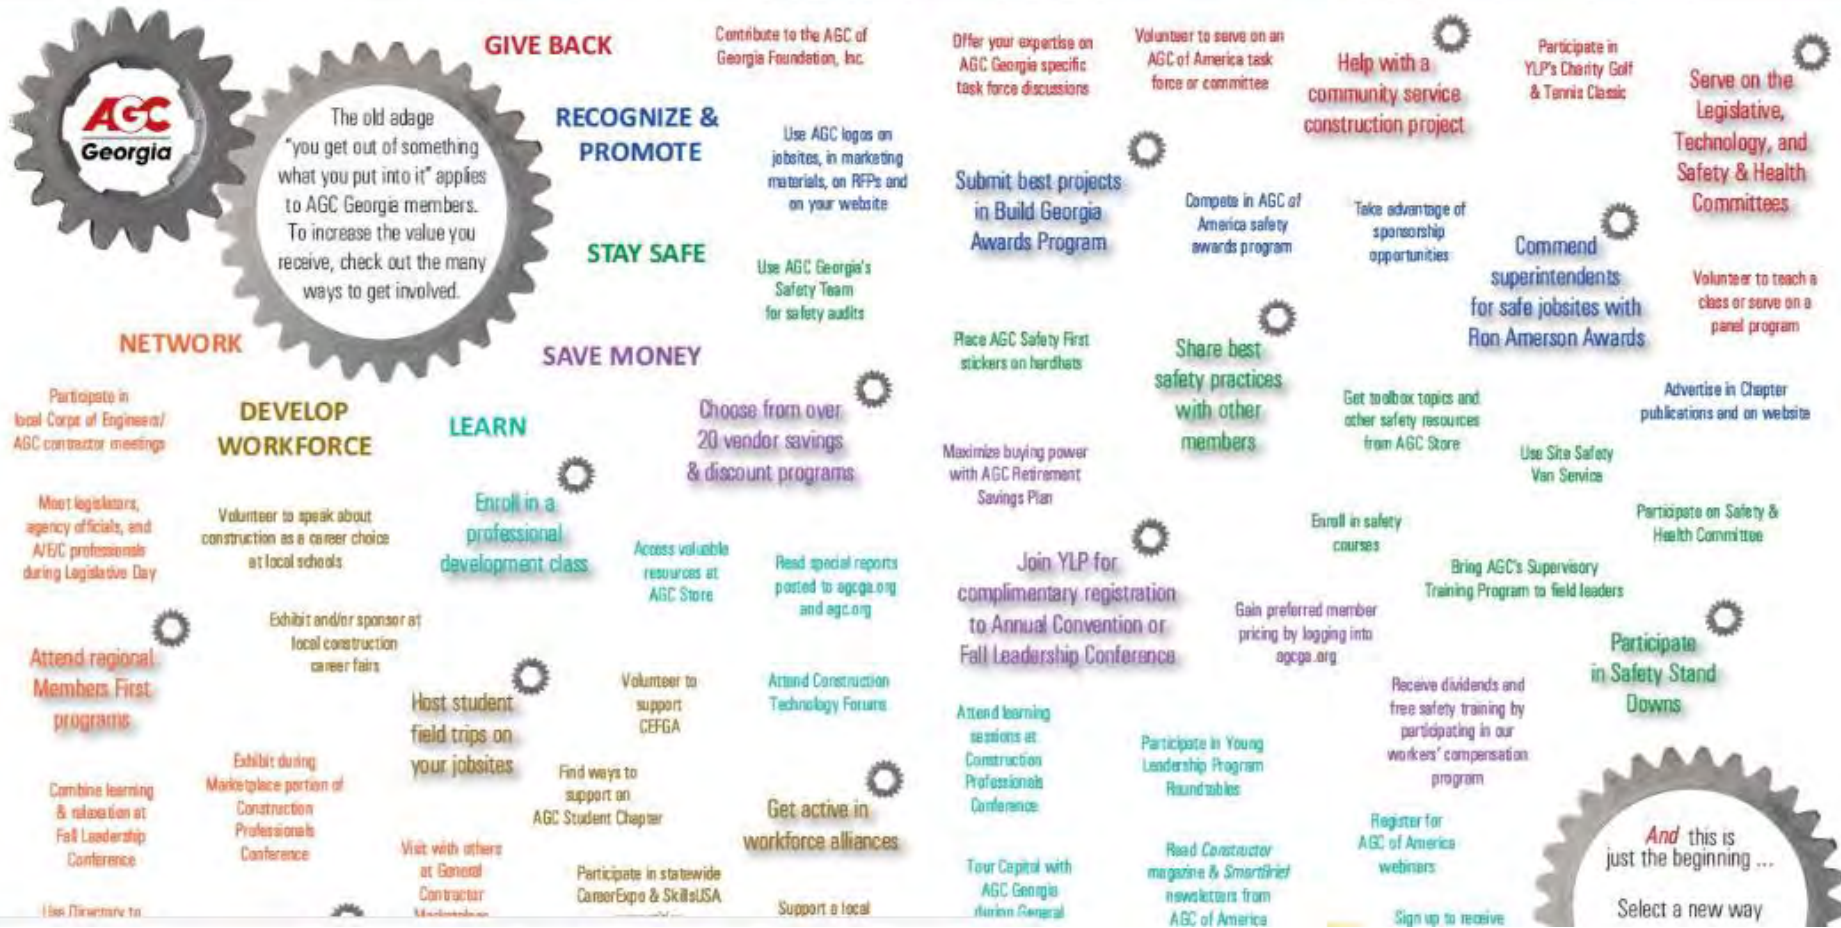 AGC
Georgia
The old adage
"you get out of something
what you put into it" applies
to AGC Georgia members.
To increase the value you
receive, check out the many
ways to get involved.
GIVE BACK
Contribute to the AGC of
Georgia Foundation, Inc.
Offer your expertise on
AGC Georgia specific
task force discussions
Volunteer to serve on an
AGC of America task
force or committee
Help with a
community service
construction project
Participate in
YLP's Charity Golf
& Tennis Classic
Serve on the
Legislative,
Technology, and
Safety & Health
Committees
Volunteer to teach a
class or serve on a
panel program
RECOGNIZE &
PROMOTE
Use AGC logos on
jobsites, in marketing
materials, on RFPs and
on your website
Submit best projects
in Build Georgia
Awards Program
Compete in AGC of
America safety
awards program
Take advantage of
sponsorship
opportunities
Commend
superintendents
for safe jobsites with
Ron Amerson Awards
Advertise in Chapter
publications and on website
STAY SAFE
Use AGC Georgia's
Safety Team
for safety audits
Place AGC Safety First
stickers on hardhats
Share best
safety practices
with other
members
Get toolbox topics and
other safety resources
from AGC Store
Use Site Safety
Van Service
Enroll in safety
courses
Participate on Safety &
Health Committee
Bring AGC's Supervisory
Training Program to field leaders
Participate
in Safety Stand
Downs
SAVE MONEY
Choose from over
20 vendor savings
& discount programs
Maximize buying power
with AGC Retirement
Savings Plan
Join YLP for
complimentary registration
to Annual Convention or
Fall Leadership Conference
Gain preferred member
pricing by logging into
agcga.org
Receive dividends and
free safety training by
participating in our
workers' compensation
program
LEARN
Enroll in a
professional
development class
Access valuable
resources at
AGC Store
Read special reports
posted to agcga.org
and agc.org
Attend Construction
Technology Forums
Attend learning
sessions at
Construction
Professionals
Conference
Participate in Young
Leadership Program
Roundtables
Tour Capitol with
AGC Georgia
during General
Read Constructor
magazine & SmartBrief
newsletters from
AGC of America
Register for
AGC of America
webinars
Sign up to receive
DEVELOP
WORKFORCE
Volunteer to speak about
construction as a career choice
at local schools
Exhibit and/or sponsor at
local construction
career fairs
Host student
field trips on
your jobsites
Volunteer to
support
CEFGA
Find ways to
support an
AGC Student Chapter
Get active in
workforce alliances
Participate in statewide
CareerExpo & SkillsUSA
Support a local
NETWORK
Participate in
local Corps of Engineers/
AGC contractor meetings
Meet legislators,
agency officials, and
A/E/C professionals
during Legislative Day
Attend regional
Members First
programs
Combine learning
& relaxation at
Fall Leadership
Conference
Exhibit during
Marketplace portion of
Construction
Professionals
Conference
Visit with others
at General
Contractor
Marketplace
Use Directory to
And this is
just the beginning ...
Select a new way